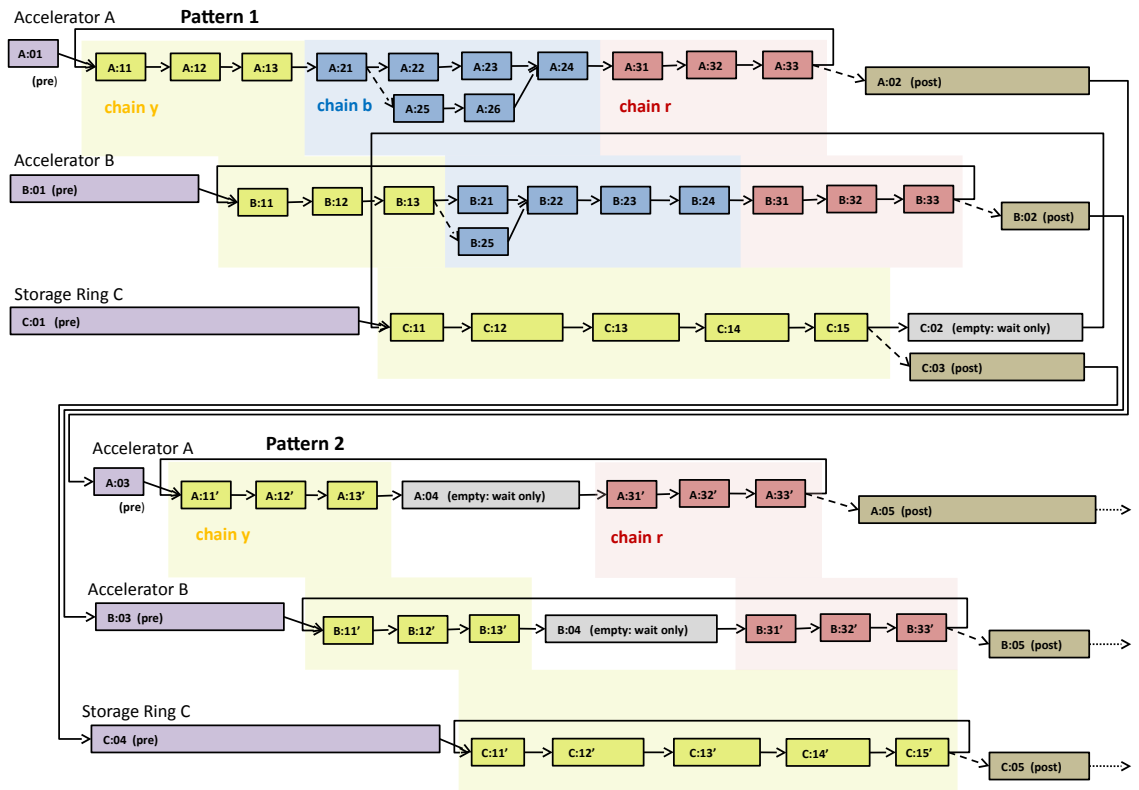 Accelerator A
Pattern 1
A:01
(pre)
A:11
A:12
A:13
A:21
A:22
A:23
A:24
A:31
A:32
A:33
A:02
(post)
A:25
A:26
chain y
chain b
chain r
Accelerator B
B:01 (pre)
B:11
B:12
B:13
B:21
B:22
B:23
B:24
B:31
B:32
B:33
B:02
(post)
B:25
Storage Ring C
C:01 (pre)
C:11
C:12
C:13
C:14
C:15
C:02 (empty: wait only)
C:03 (post)
Accelerator A
Pattern 2
A:03
(pre)
A:11’
A:12’
A:13’
A:04 (empty: wait only)
A:31’
A:32’
A:33’
A:05 (post)
chain y
chain r
Accelerator B
B:03 (pre)
B:11’
B:12’
B:13’
B:04 (empty: wait only)
B:31’
B:32’
B:33’
B:05 (post)
Storage Ring C
C:04 (pre)
C:11’
C:12’
C:13’
C:14’
C:15’
C:05 (post)